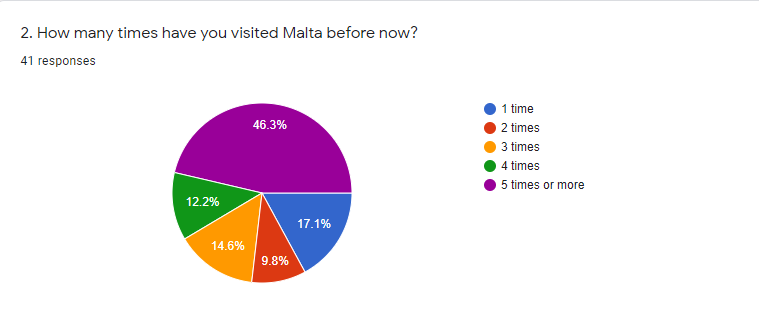 2. How many times have you visited Malta before now?
41 responses
46.3%
12.2%
17.1%
14.6%
9.8%
1 time
2 times
3 times
4 times
5 times or more